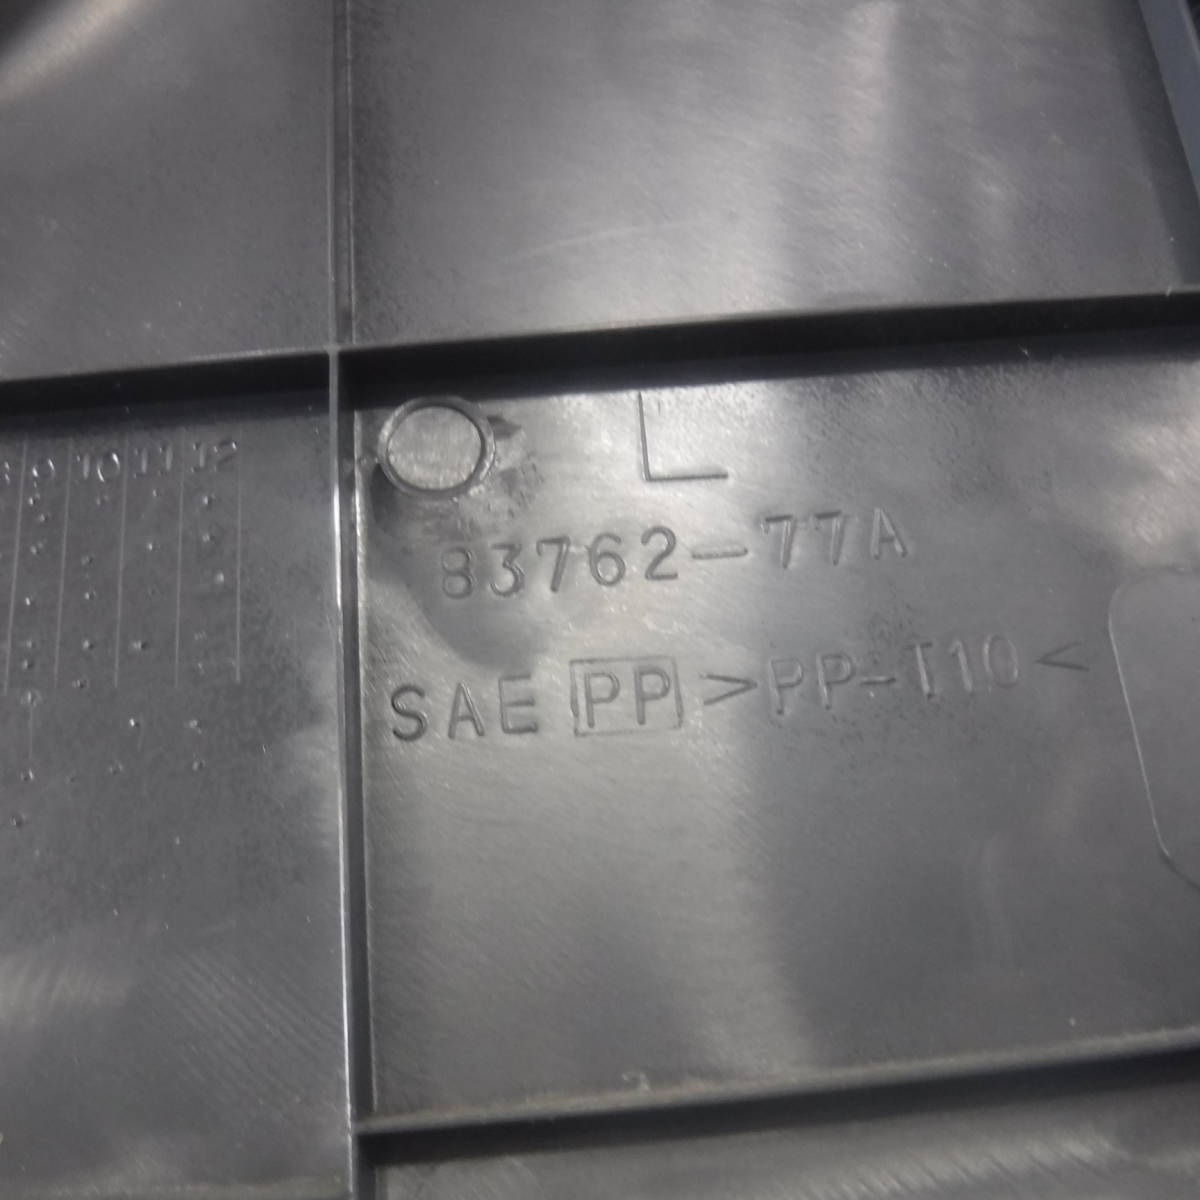 9 10 11 12
L
83762-77A
SAE PP >PP-T10<